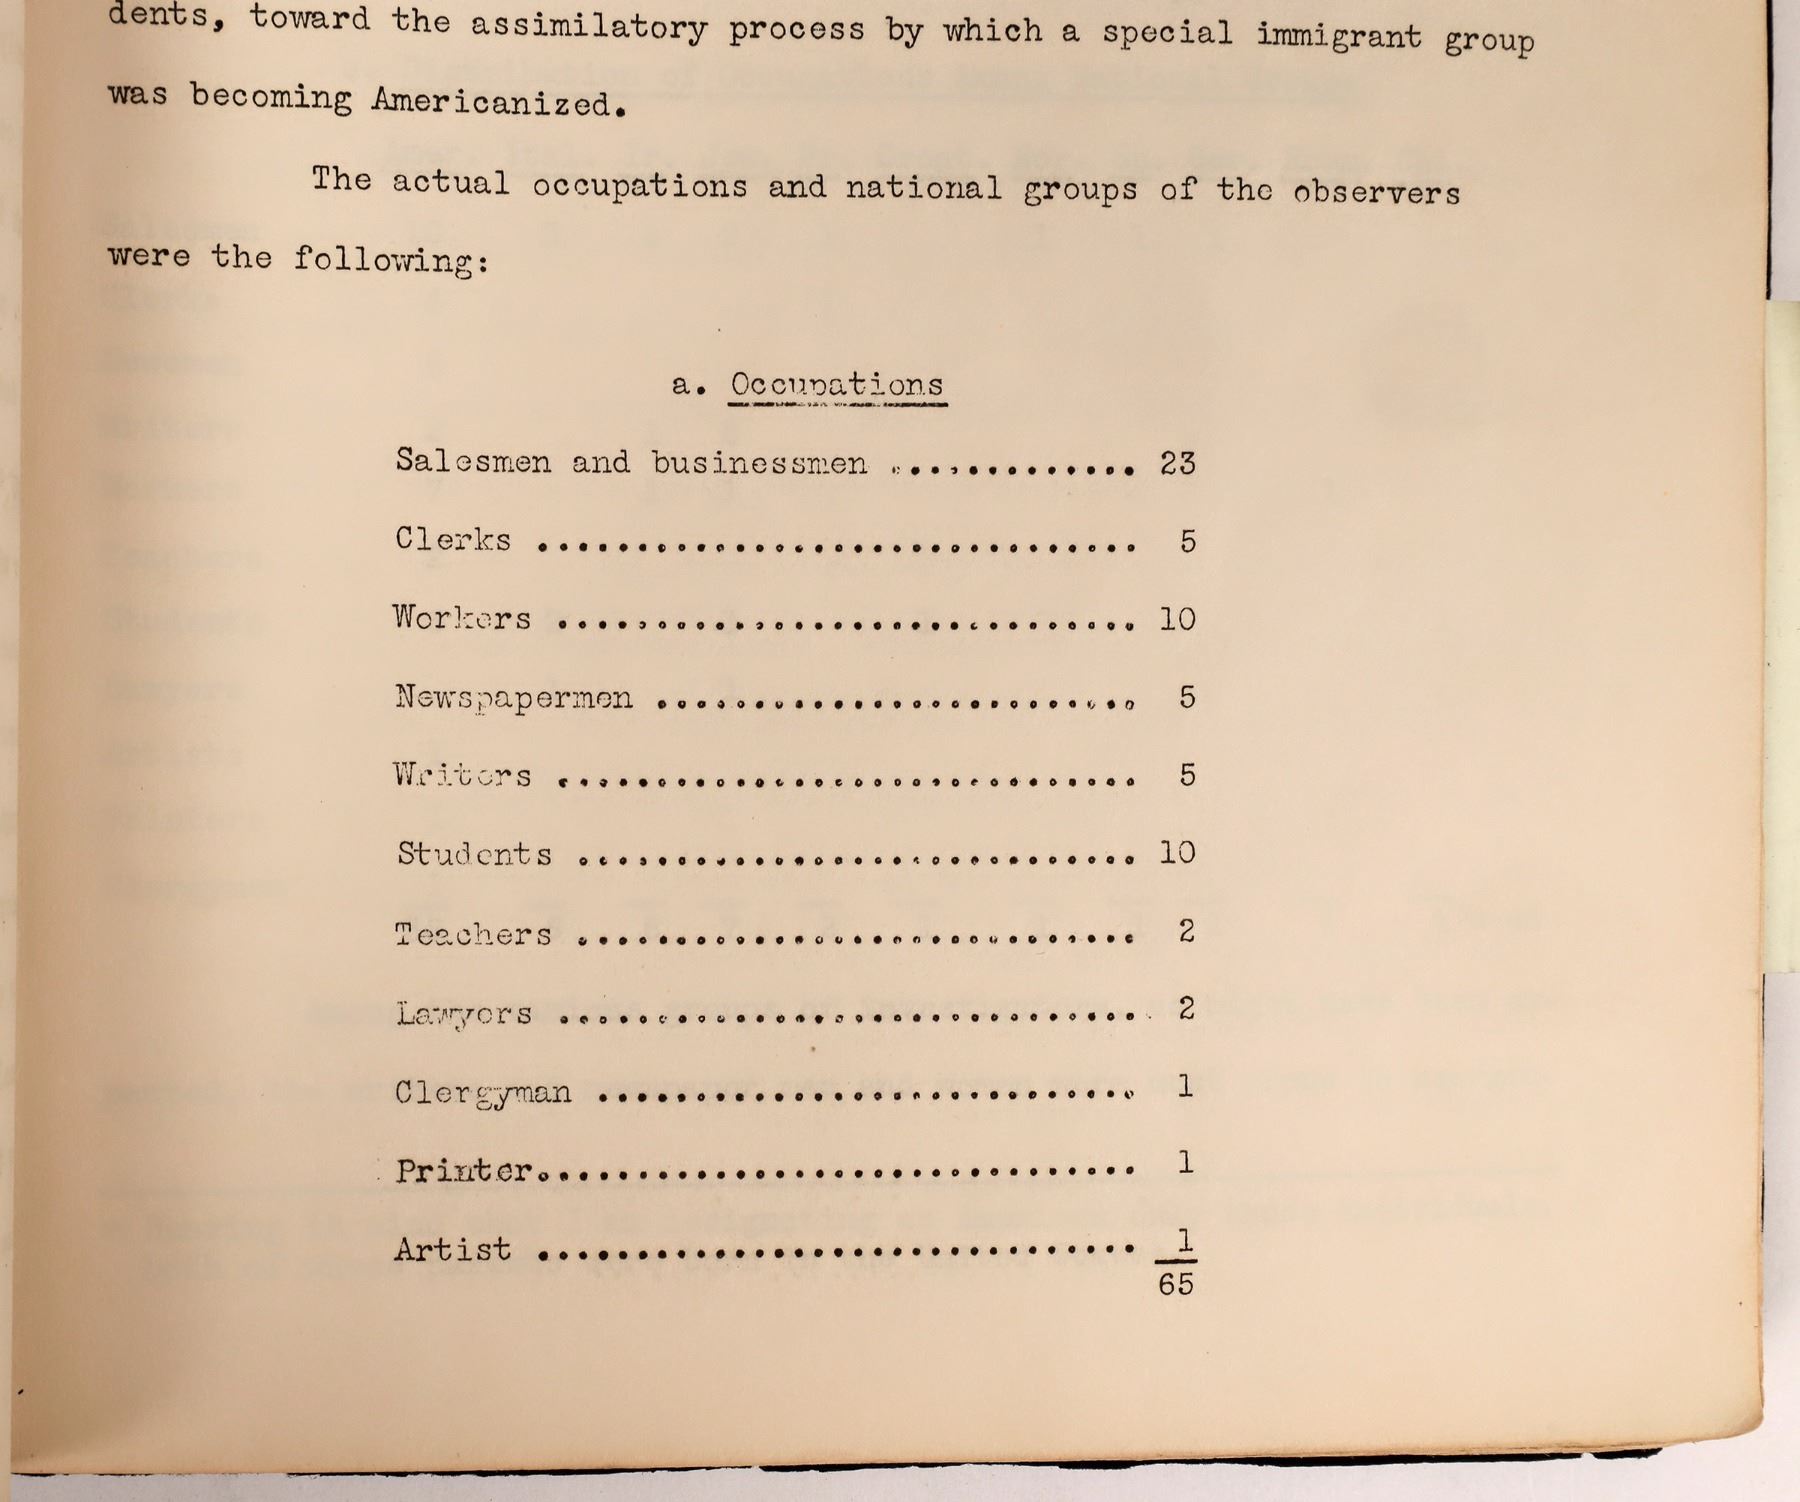 dents, toward the assimilatory process by which a special immigrant group
was becoming Americanized.
The actual occupations and national groups of the observers
were the following:
a. Occupations
Salesmen and businessmen ............. 23
Clerks ............................... 5
Workers .............................. 10
Newspapermen ......................... 5
Writers .............................. 5
Students ............................. 10
Teachers ............................. 2
Lawyers .............................. 2
Clergyman ............................ 1
Printer............................... 1
Artist ............................... 1
65